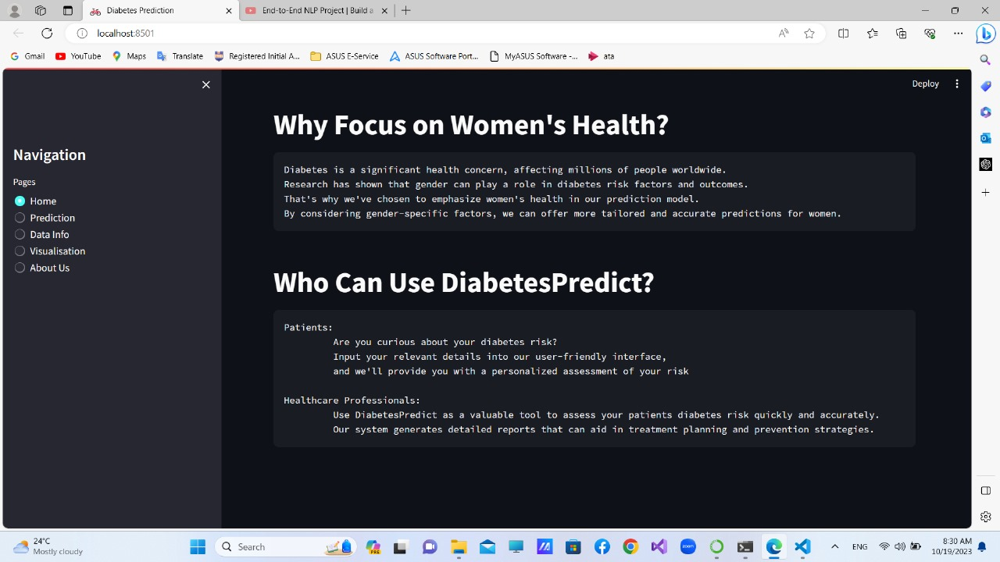 Diabetes Prediction
End-to-End NLP Project | Build a
localhost:8501
Gmail
YouTube
Maps
Translate
Registered Initial A...
ASUS E-Service
ASUS Software Port...
MyASUS Software -...
ata
Deploy
Navigation
Pages
Home
Prediction
Data Info
Visualisation
About Us
Why Focus on Women's Health?
Diabetes is a significant health concern, affecting millions of people worldwide.
Research has shown that gender can play a role in diabetes risk factors and outcomes.
That's why we've chosen to emphasize women's health in our prediction model.
By considering gender-specific factors, we can offer more tailored and accurate predictions for women.
Who Can Use DiabetesPredict?
Patients:
Are you curious about your diabetes risk?
Input your relevant details into our user-friendly interface,
and we'll provide you with a personalized assessment of your risk
Healthcare Professionals:
Use DiabetesPredict as a valuable tool to assess your patients diabetes risk quickly and accurately.
Our system generates detailed reports that can aid in treatment planning and prevention strategies.
24°C
Mostly cloudy
Search
PRE
zoom
ENG
8:30 AM
10/19/2023